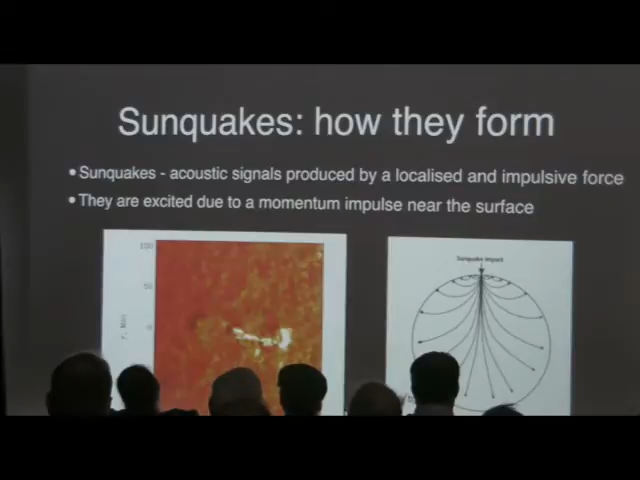 Sunquakes: how they form
• Sunquakes - acoustic signals produced by a localised and impulsive force
• They are excited due to a momentum impulse near the surface
100
50
0
Sunquake impact